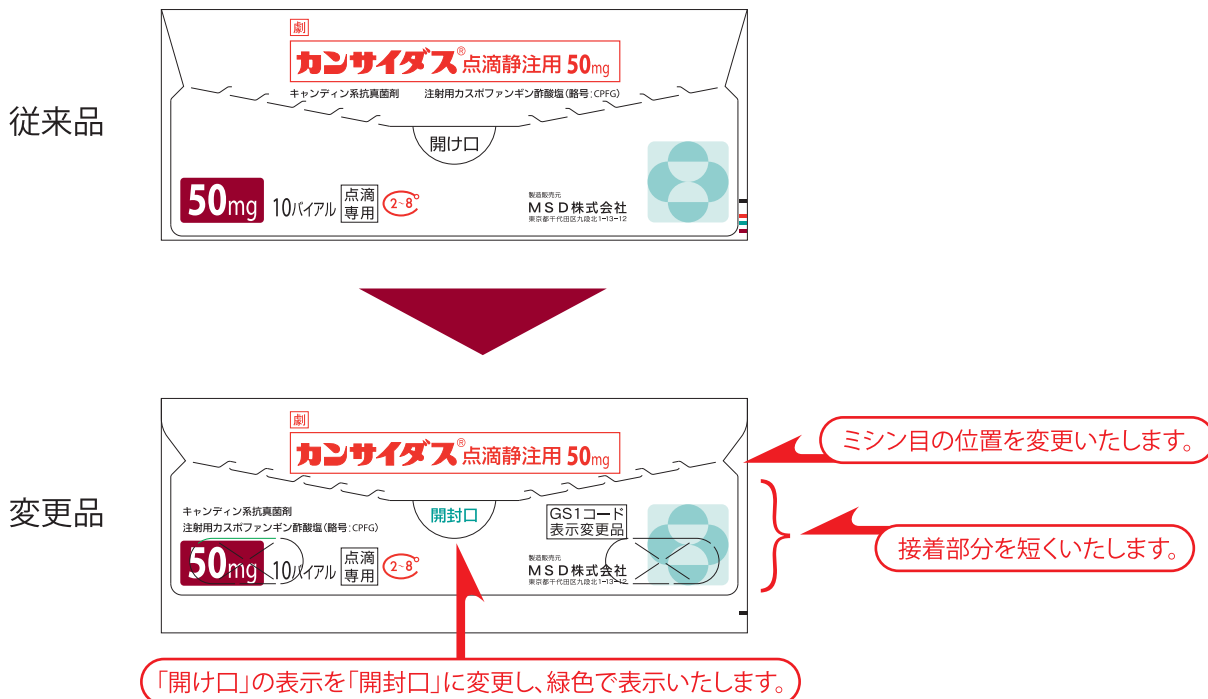 従来品
劇
カンサイダス®点滴静注用 50mg
キャンディン系抗真菌剤 注射用カスポファンギン酢酸塩(略号:CPFG)
開け口
50mg 10バイアル 点滴専用 2~8°
製造販売元
MSD株式会社
東京都千代田区九段北1-13-12
変更品
劇
カンサイダス®点滴静注用 50mg
キャンディン系抗真菌剤
注射用カスポファンギン酢酸塩(略号:CPFG)
開封口
GS1コード
表示変更品
50mg 10バイアル 点滴専用 2~8°
製造販売元
MSD株式会社
東京都千代田区九段北1-13-12
ミシン目の位置を変更いたします。
接着部分を短くいたします。
「開け口」の表示を「開封口」に変更し、緑色で表示いたします。